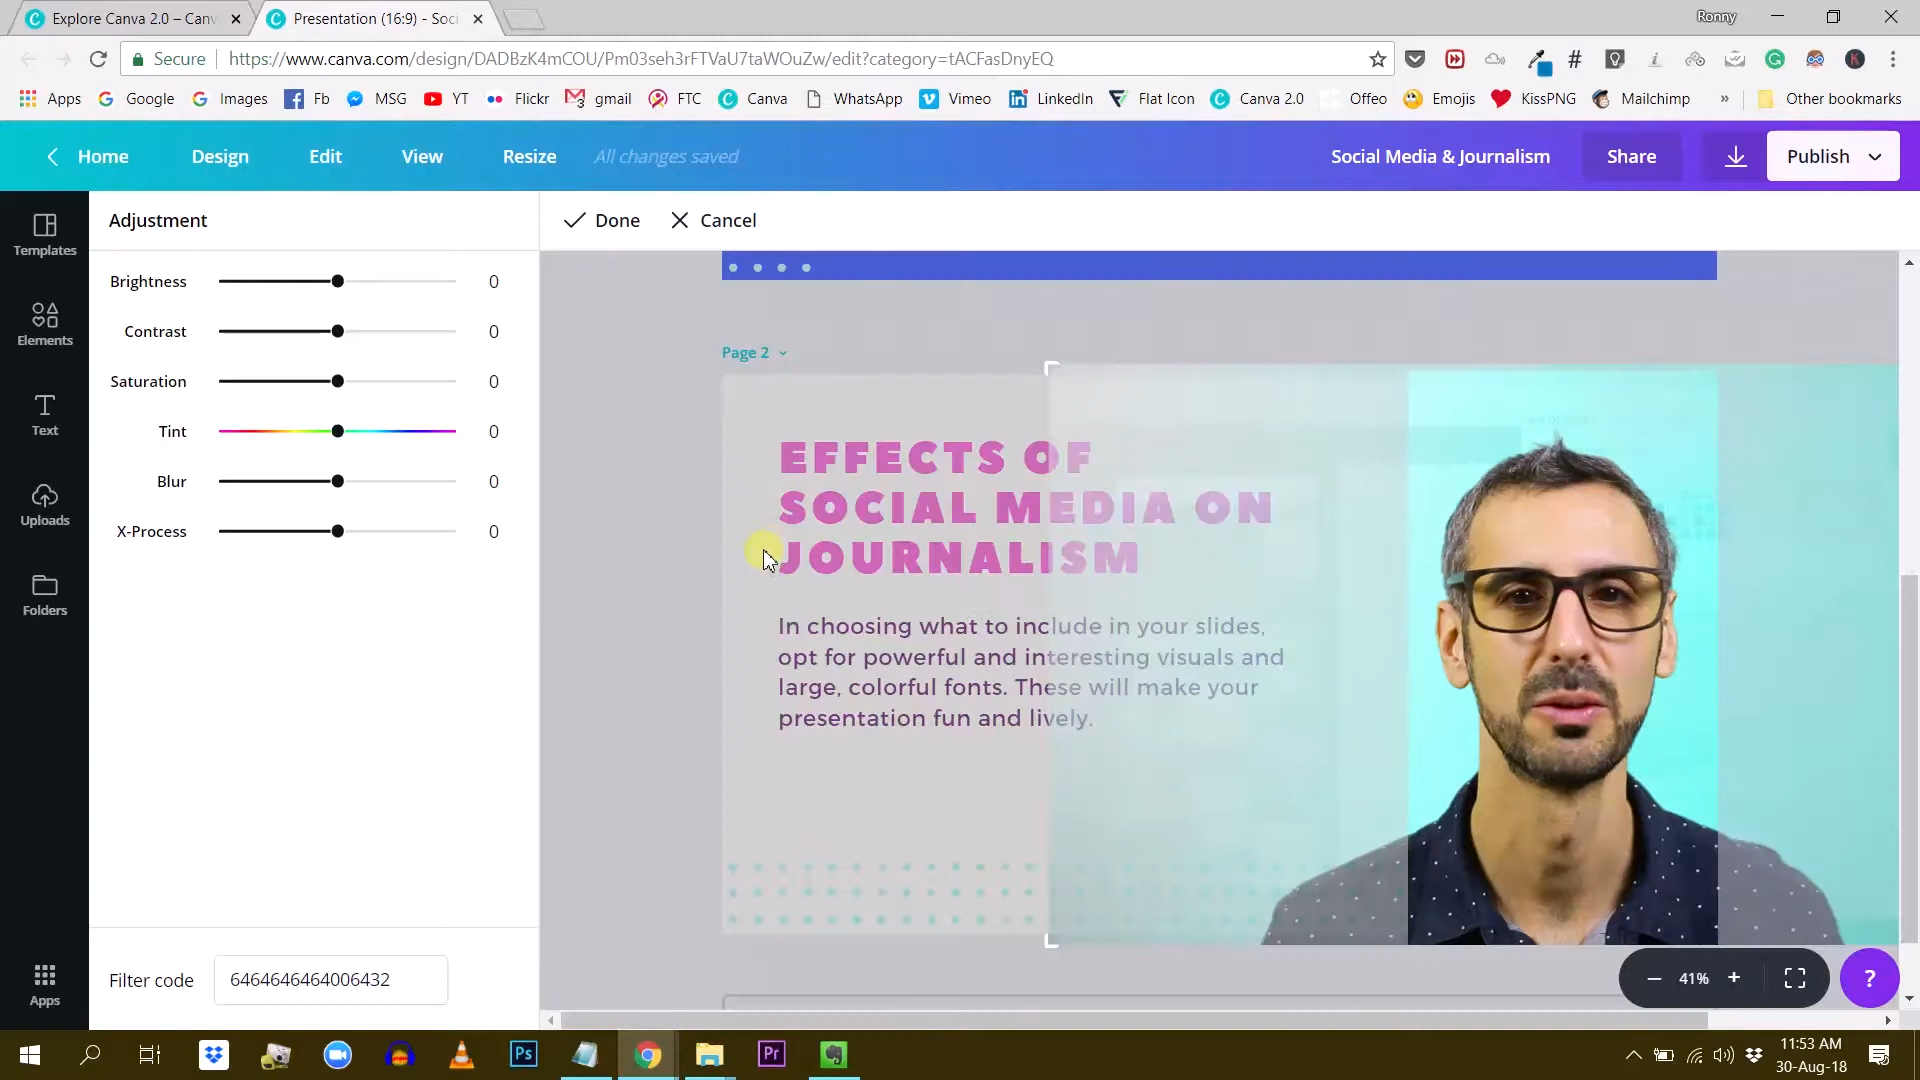 Explore Canva 2.0 – Canv
Presentation (16:9) - Soci
Ronny
Secure
https://www.canva.com/design/DADBzK4mCOU/Pm03seh3rFTVaU7taWOuZw/edit?category=tACFasDnyEQ
Apps
Google
Images
Fb
MSG
YT
Flickr
gmail
FTC
Canva
WhatsApp
Vimeo
LinkedIn
Flat Icon
Canva 2.0
Offeo
Emojis
KissPNG
Mailchimp
»
Other bookmarks
Home
Design
Edit
View
Resize
All changes saved
Social Media & Journalism
Share
Publish
Templates
Elements
Text
Uploads
Folders
Apps
Adjustment
Brightness 0
Contrast 0
Saturation 0
Tint 0
Blur 0
X-Process 0
Filter code 6464646464006432
Done
Cancel
Page 2
EFFECTS OF
SOCIAL MEDIA ON
JOURNALISM
In choosing what to include in your slides,
opt for powerful and interesting visuals and
large, colorful fonts. These will make your
presentation fun and lively.
41%
?
Ps
Pr
11:53 AM
30-Aug-18